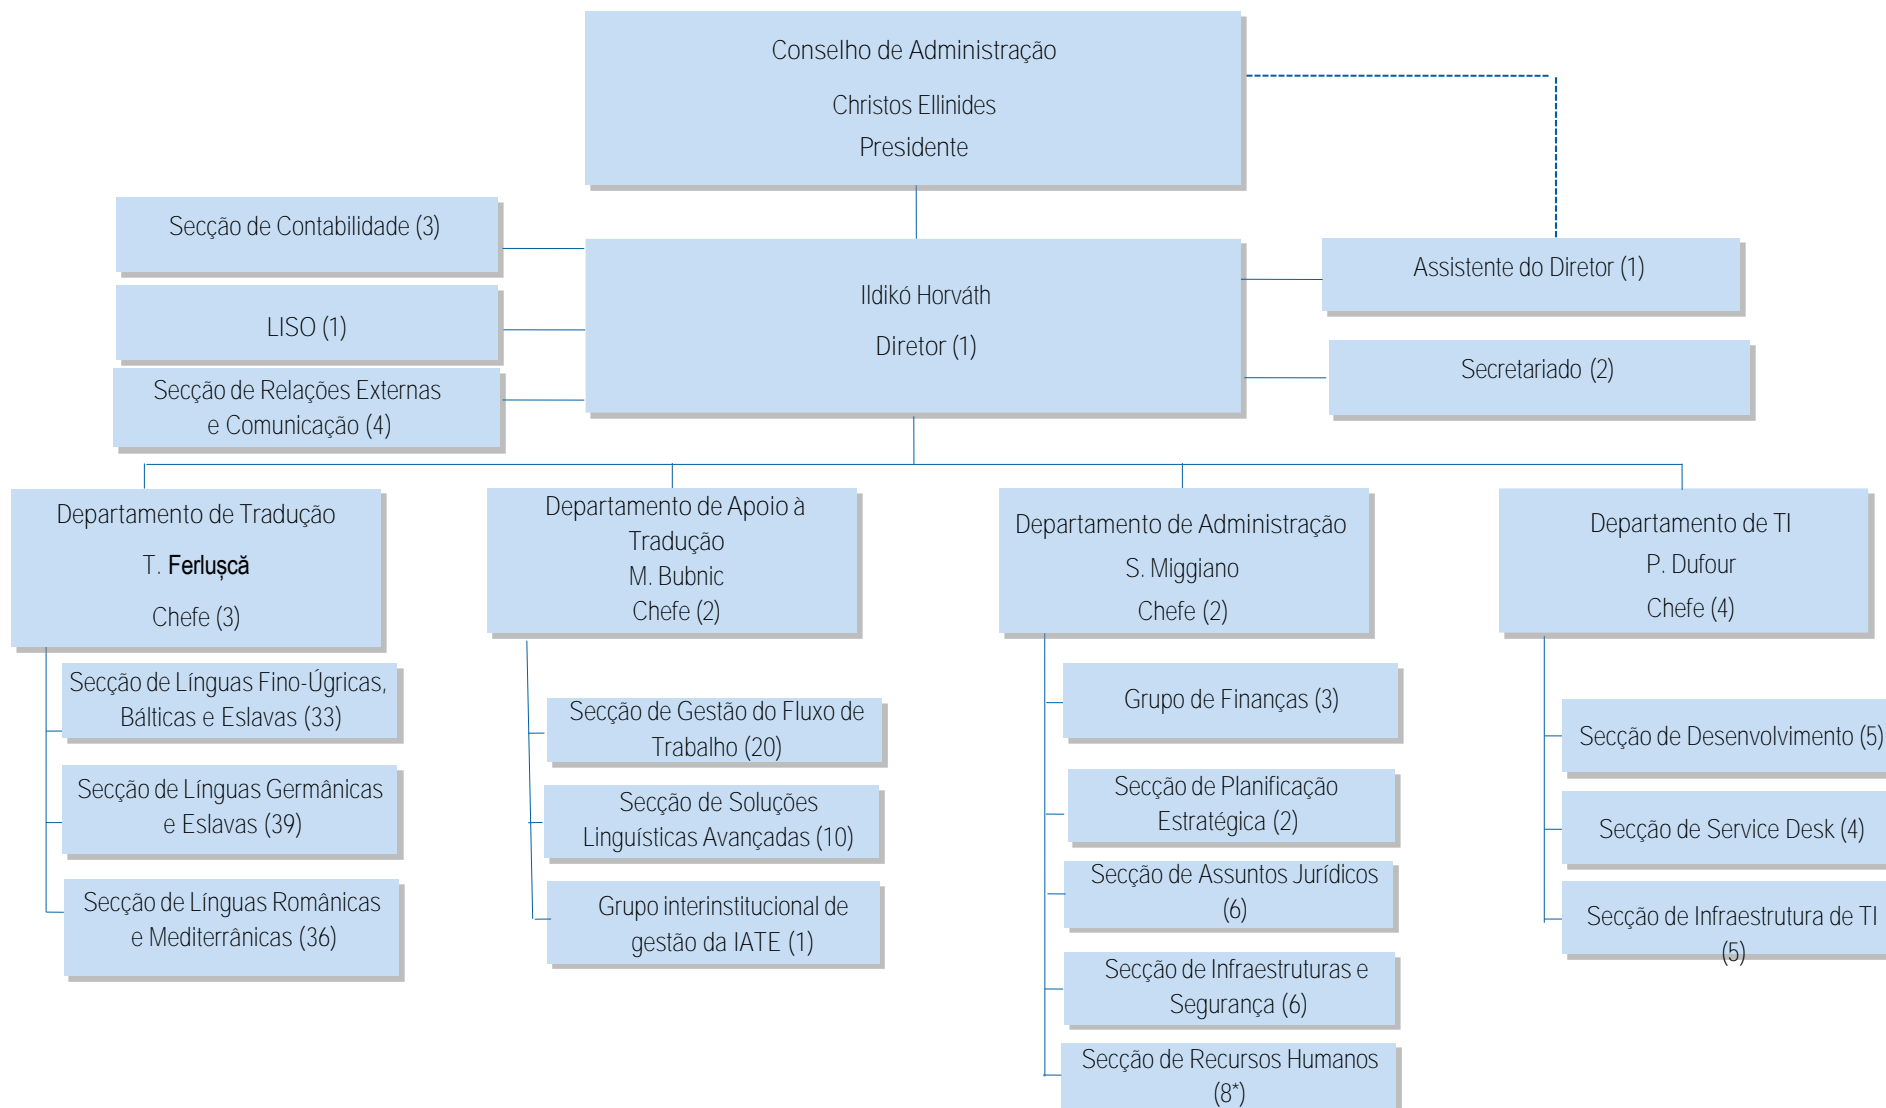 Conselho de Administração
Christos Ellinides
Presidente
Secção de Contabilidade (3)
LISO (1)
Secção de Relações Externas
e Comunicação (4)
Ildikó Horváth
Diretor (1)
Assistente do Diretor (1)
Secretariado (2)
Departamento de Tradução
T. Ferlușcă
Chefe (3)
Secção de Línguas Fino-Úgricas,
Bálticas e Eslavas (33)
Secção de Línguas Germânicas
e Eslavas (39)
Secção de Línguas Românicas
e Mediterrânicas (36)
Departamento de Apoio à
Tradução
M. Bubnic
Chefe (2)
Secção de Gestão do Fluxo de
Trabalho (20)
Secção de Soluções
Linguísticas Avançadas (10)
Grupo interinstitucional de
gestão da IATE (1)
Departamento de Administração
S. Miggiano
Chefe (2)
Grupo de Finanças (3)
Secção de Planificação
Estratégica (2)
Secção de Assuntos Jurídicos
(6)
Secção de Infraestruturas e
Segurança (6)
Secção de Recursos Humanos
(8*)
Departamento de TI
P. Dufour
Chefe (4)
Secção de Desenvolvimento (5)
Secção de Service Desk (4)
Secção de Infraestrutura de TI
(5)